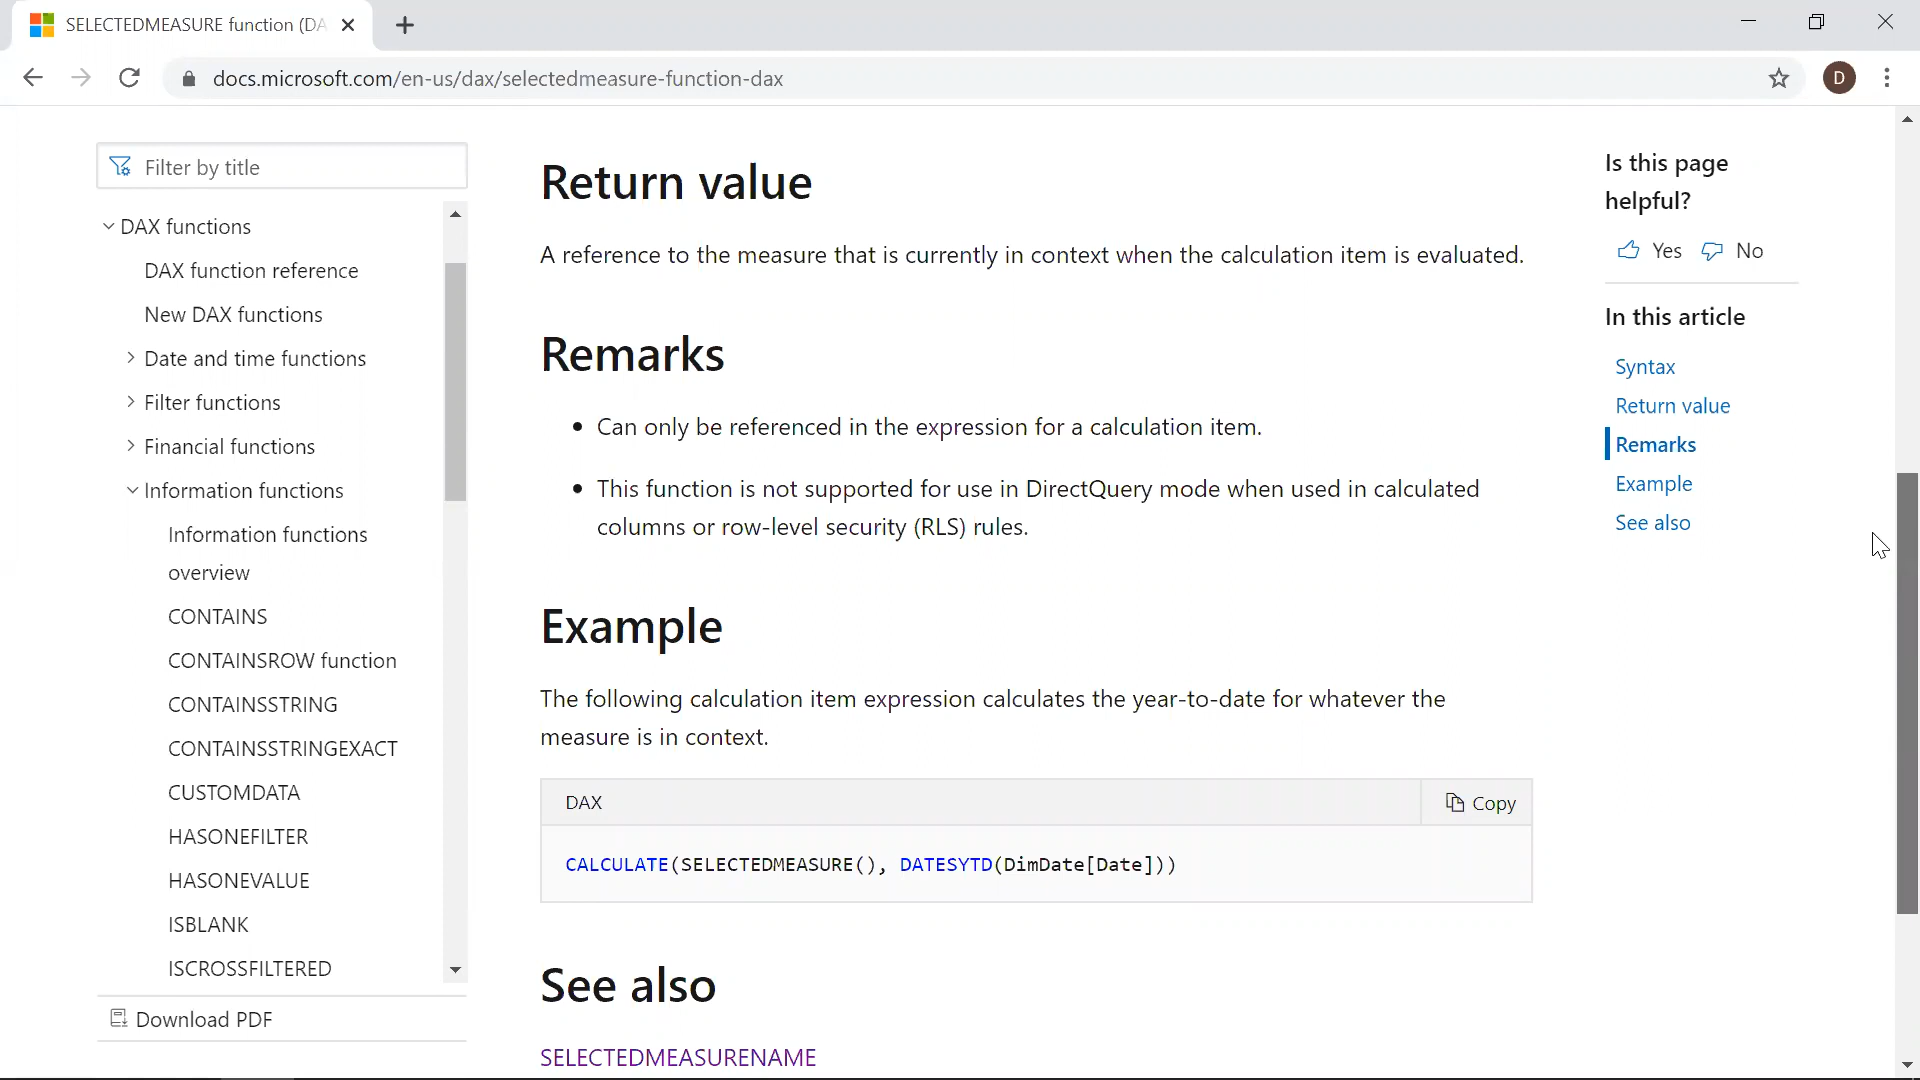 SELECTEDMEASURE function (DA
docs.microsoft.com/en-us/dax/selectedmeasure-function-dax
D
Filter by title
DAX functions
DAX function reference
New DAX functions
Date and time functions
Filter functions
Financial functions
Information functions
Information functions
overview
CONTAINS
CONTAINSROW function
CONTAINSSTRING
CONTAINSSTRINGEXACT
CUSTOMDATA
HASONEFILTER
HASONEVALUE
ISBLANK
ISCROSSFILTERED
Download PDF
Return value
A reference to the measure that is currently in context when the calculation item is evaluated.
Remarks
• Can only be referenced in the expression for a calculation item.
• This function is not supported for use in DirectQuery mode when used in calculated
columns or row-level security (RLS) rules.
Example
The following calculation item expression calculates the year-to-date for whatever the
measure is in context.
DAX
Copy
CALCULATE(SELECTEDMEASURE(), DATESYTD(DimDate[Date]))
See also
SELECTEDMEASURENAME
Is this page
helpful?
Yes No
In this article
Syntax
Return value
Remarks
Example
See also